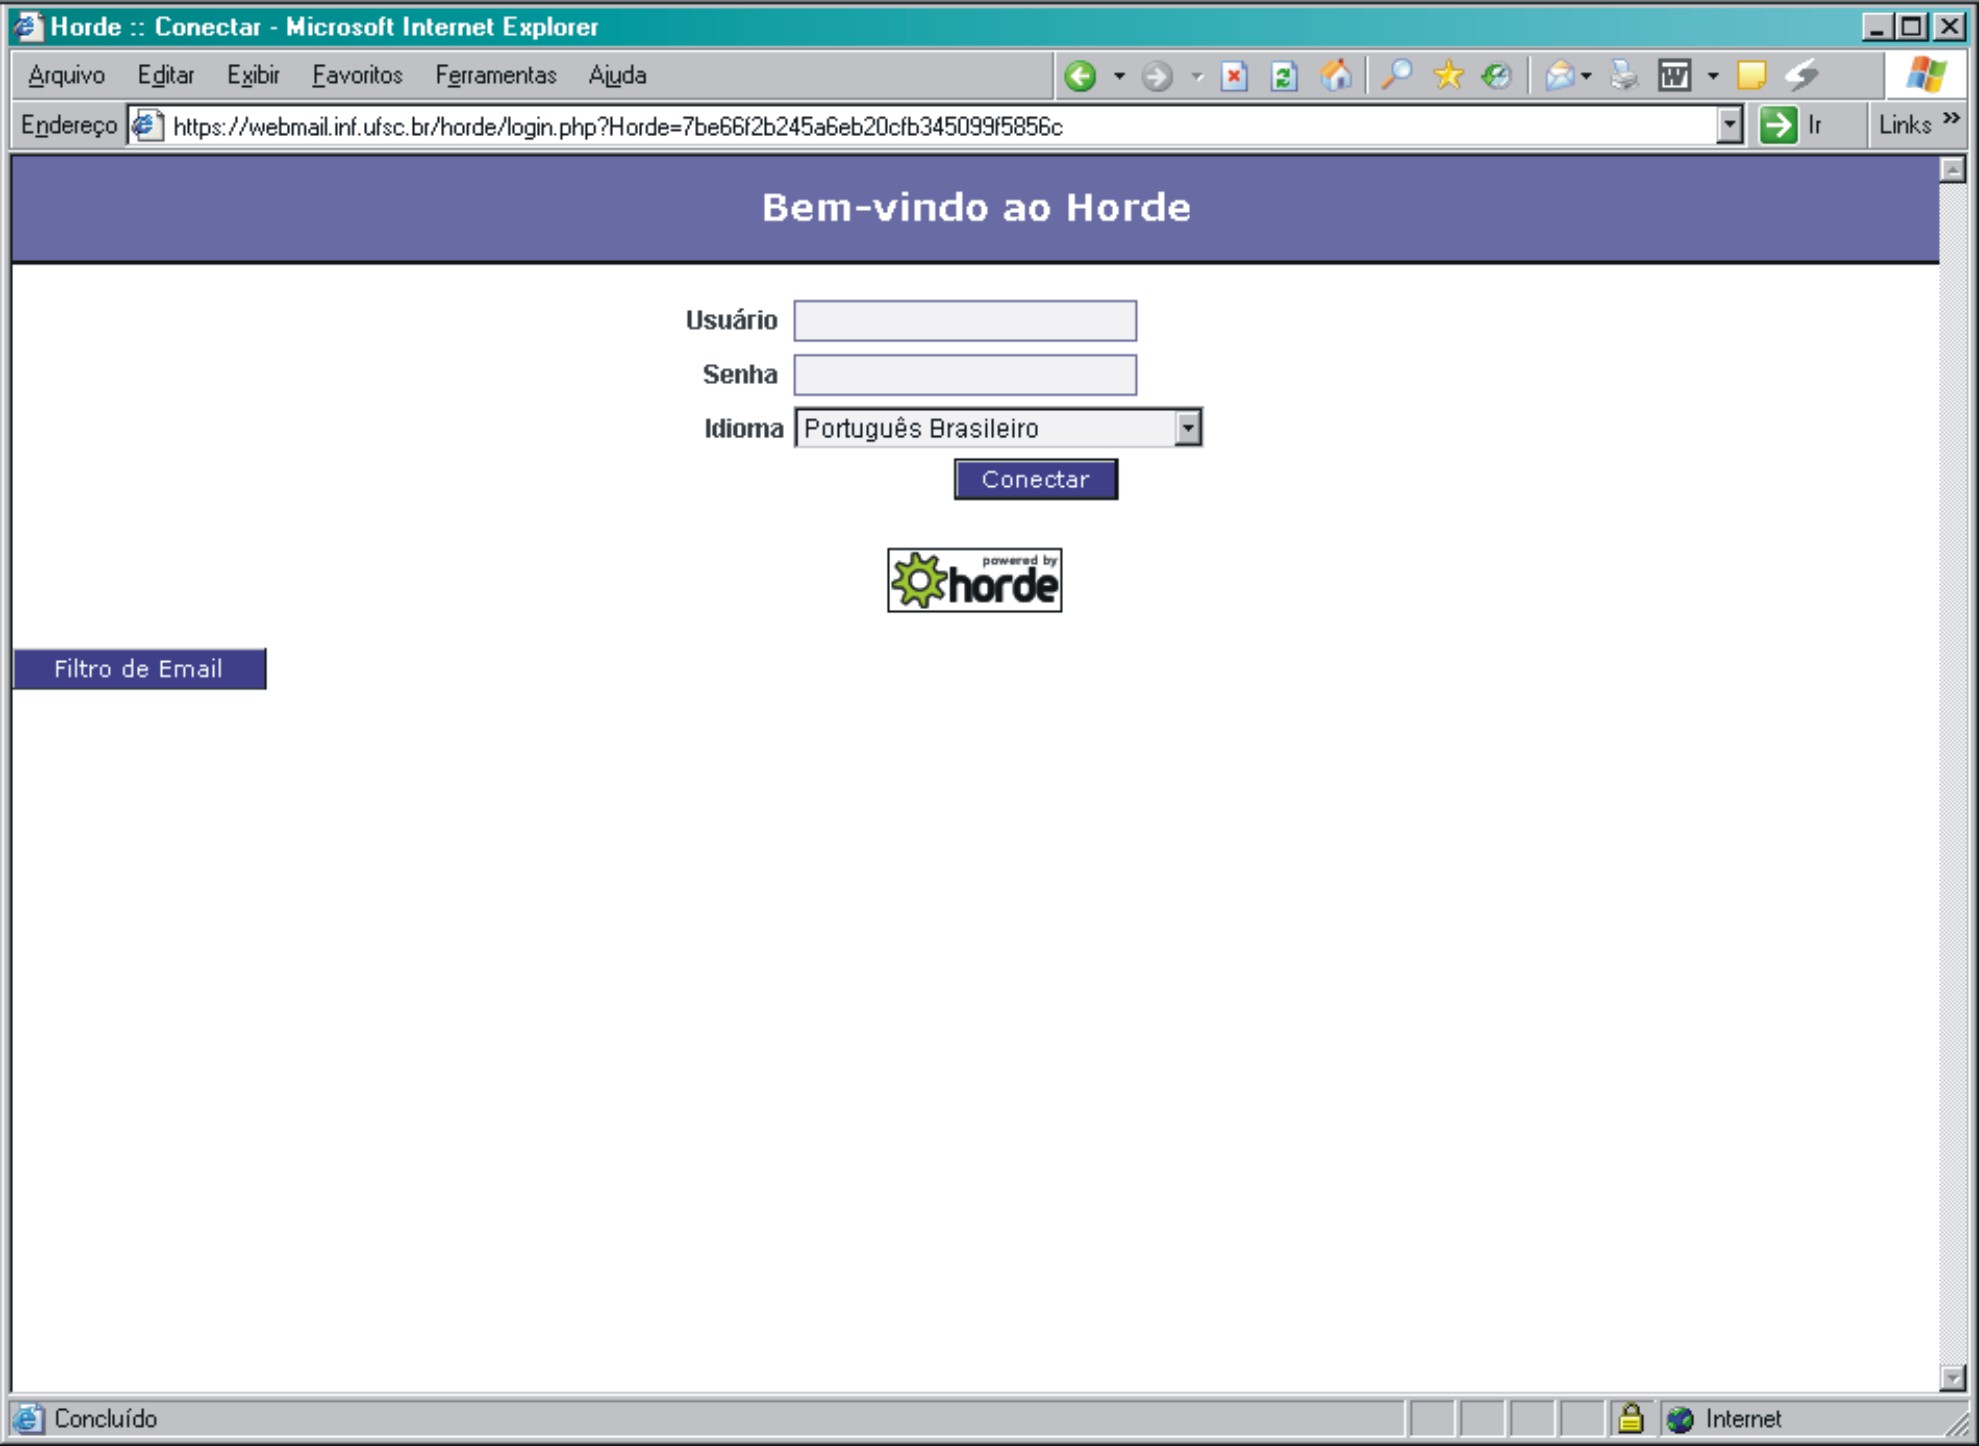 Horde :: Conectar - Microsoft Internet Explorer
Arquivo Editar Exibir Favoritos Ferramentas Ajuda
Endereço https://webmail.inf.ufsc.br/horde/login.php?Horde=7be66f2b245a6eb20cfb345099f5856c Ir Links »
Bem-vindo ao Horde
Usuário
Senha
Idioma Português Brasileiro
Conectar
powered by
horde
Filtro de Email
Concluído Internet